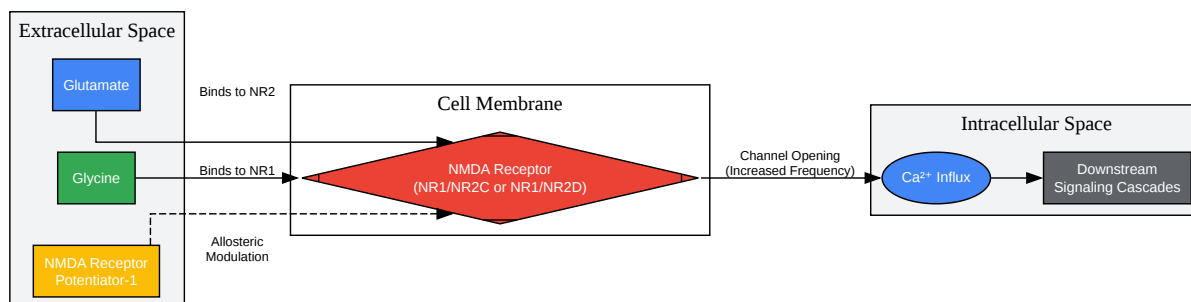 Extracellular Space
Glutamate
Binds to NR2
Glycine
Binds to NR1
NMDA Receptor
Potentiator-1
Allosteric
Modulation
Cell Membrane
NMDA Receptor
(NR1/NR2C or NR1/NR2D)
Channel Opening
(Increased Frequency)
Intracellular Space
Ca²⁺ Influx
Downstream
Signaling Cascades